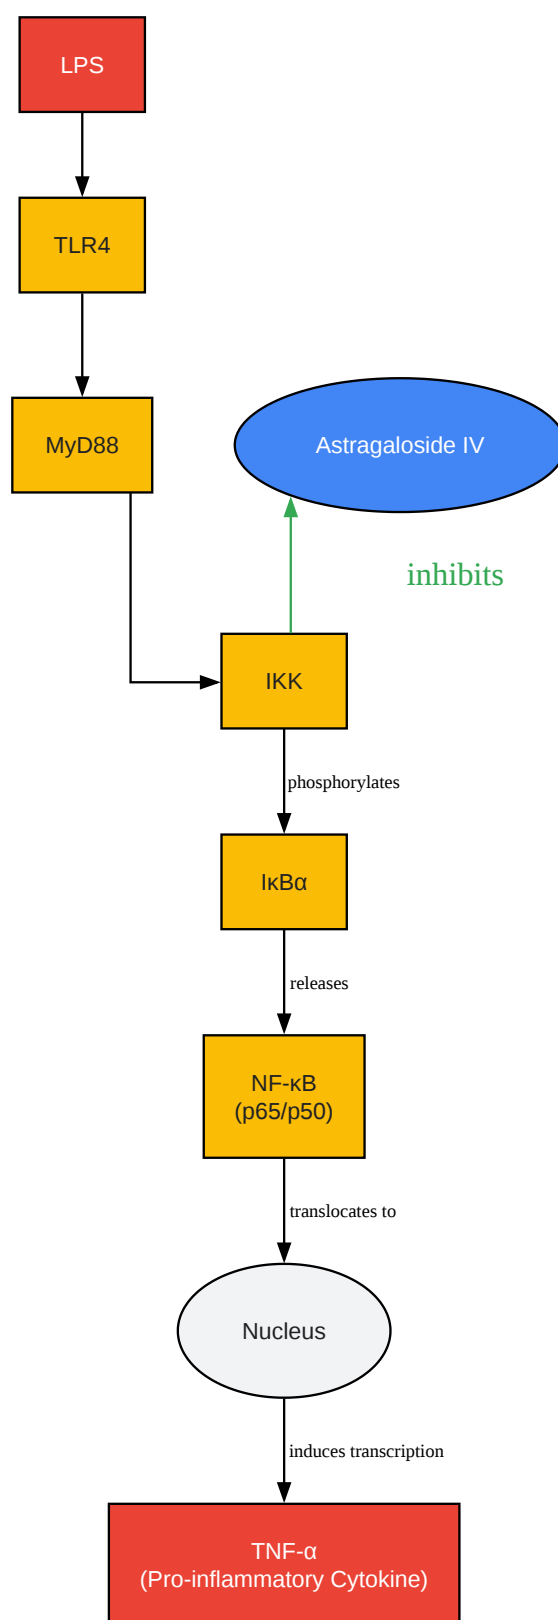 LPS
TLR4
MyD88
Astragaloside IV
inhibits
IKK
phosphorylates
IκBα
releases
NF-κB
(p65/p50)
translocates to
Nucleus
induces transcription
TNF-α
(Pro-inflammatory Cytokine)